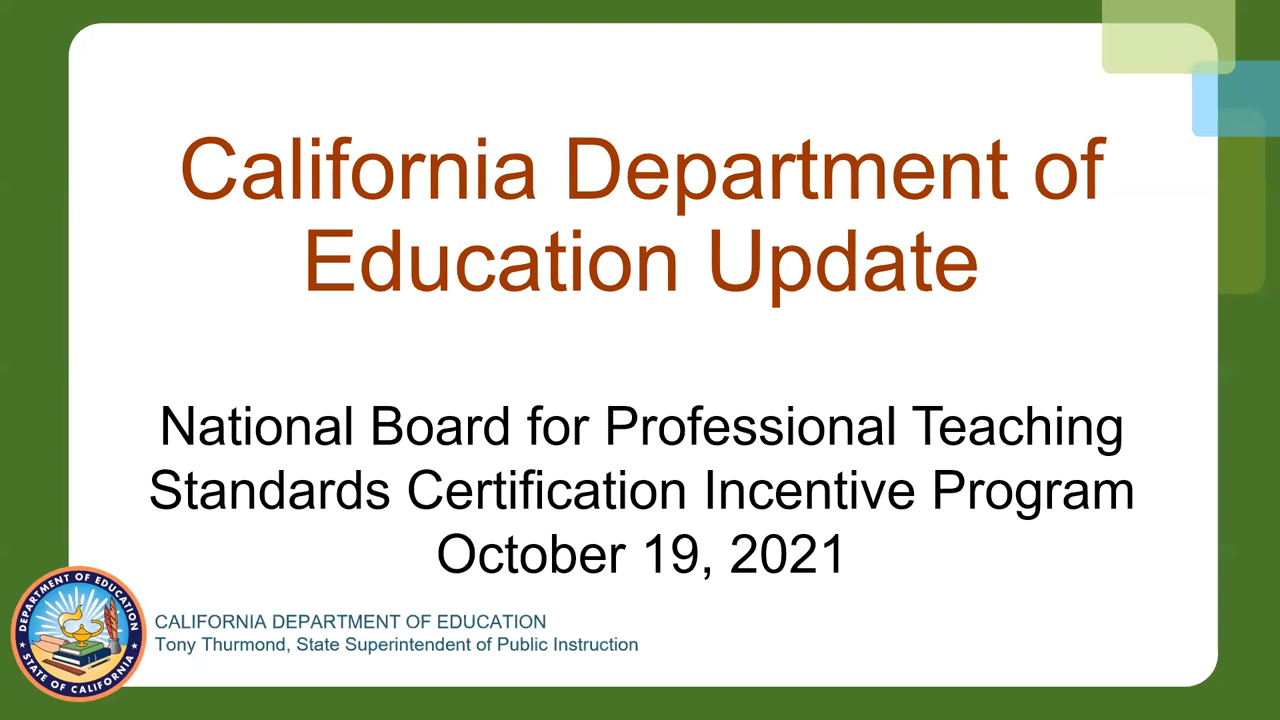 California Department of
Education Update
National Board for Professional Teaching
Standards Certification Incentive Program
October 19, 2021
DEPARTMENT OF EDUCATION
STATE OF CALIFORNIA
CALIFORNIA DEPARTMENT OF EDUCATION
Tony Thurmond, State Superintendent of Public Instruction